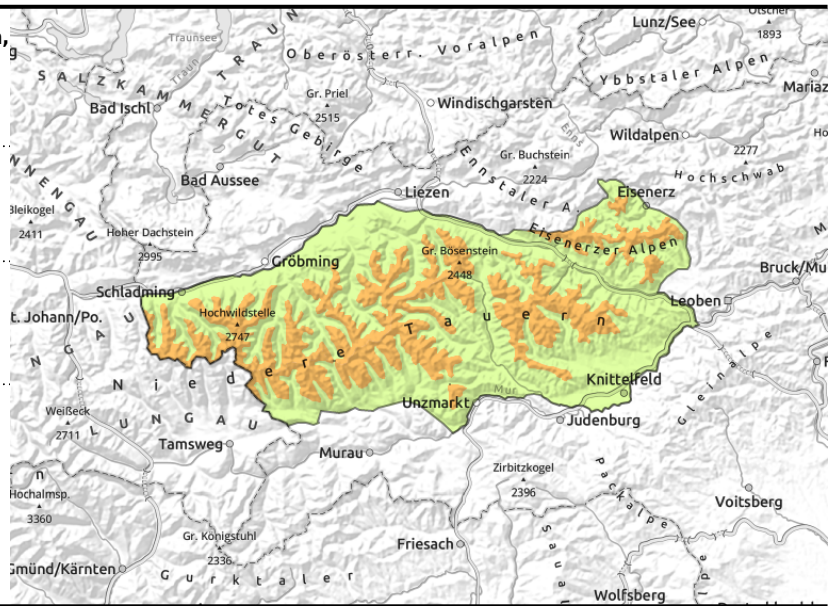 Ötscher
1893
Lunz/See
Traunsee
Traun
TRAUN
Oberösterr. Voralpen
Ybbstaler Alpen
Mariaz
SALZKAMMERGUT
Bad Ischl
Gr. Priel
2515
Windischgarsten
Totes Gebirge
Enns
Wildalpen
Gr. Buchstein
2224
2277
Hochschwab
Ennstaler A.
NNENGAU
Bad Aussee
Liezen
Eisenerz
Bleikogel
2411
Hoher Dachstein
2995
Eisenerzer Alpen
Gröbming
Gr. Bösenstein
2448
Bruck/Mu
Schladming
Leoben
t. Johann/Po.
Hochwildstelle
2747
Niedere Tauern
NGAU
Gleinalpe
Knittelfeld
Unzmarkt
Mur
Weißeck
2711
LUNGAU
Judenburg
Tamsweg
Murau
Zirbitzkogel
2396
Packalpe
Hochalmsp.
3360
Voitsberg
Gr. Königstuhl
2336
Friesach
Gmünd/Kärnten
Gurktaler
Saual
Wolfsberg